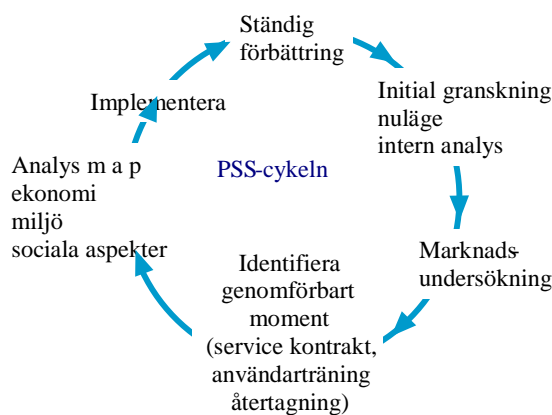 Ständig
förbättring
Initial granskning
nuläge
intern analys
Marknads-
undersökning
Identifiera
genomförbart
moment
(service kontrakt,
användarträning
återtagning)
Analys m a p
ekonomi
miljö
sociala aspekter
Implementera
PSS-cykeln